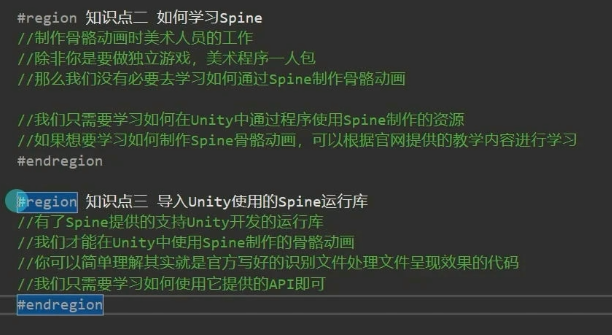 #region 知识点二 如何学习Spine
//制作骨骼动画时美术人员的工作
//除非你是要做独立游戏，美术程序一人包
//那么我们没有必要去学习如何通过Spine制作骨骼动画
//我们只需要学习如何在Unity中通过程序使用Spine制作的资源
//如果想要学习如何制作Spine骨骼动画，可以根据官网提供的教学内容进行学习
#endregion
#region 知识点三 导入Unity使用的Spine运行库
//有了Spine提供的支持Unity开发的运行库
//我们才能在Unity中使用Spine制作的骨骼动画
//你可以简单理解其实就是官方写好的识别文件处理文件呈现效果的代码
//我们只需要学习如何使用它提供的API即可
#endregion